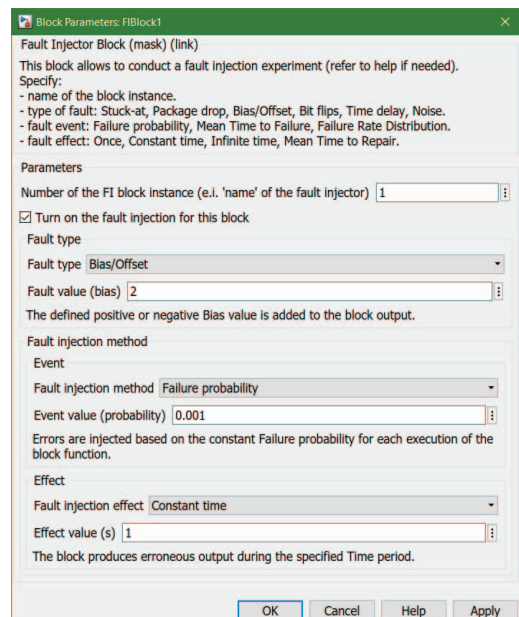 Block Parameters: FIBlock1
Fault Injector Block (mask) (link)
This block allows to conduct a fault injection experiment (refer to help if needed).
Specify:
- name of the block instance.
- type of fault: Stuck-at, Package drop, Bias/Offset, Bit flips, Time delay, Noise.
- fault event: Failure probability, Mean Time to Failure, Failure Rate Distribution.
- fault effect: Once, Constant time, Infinite time, Mean Time to Repair.
Parameters
Number of the FI block instance (e.i. 'name' of the fault injector) 1
Turn on the fault injection for this block
Fault type
Fault type Bias/Offset
Fault value (bias) 2
The defined positive or negative Bias value is added to the block output.
Fault injection method
Event
Fault injection method Failure probability
Event value (probability) 0.001
Errors are injected based on the constant Failure probability for each execution of the
block function.
Effect
Fault injection effect Constant time
Effect value (s) 1
The block produces erroneous output during the specified Time period.
OK Cancel Help Apply